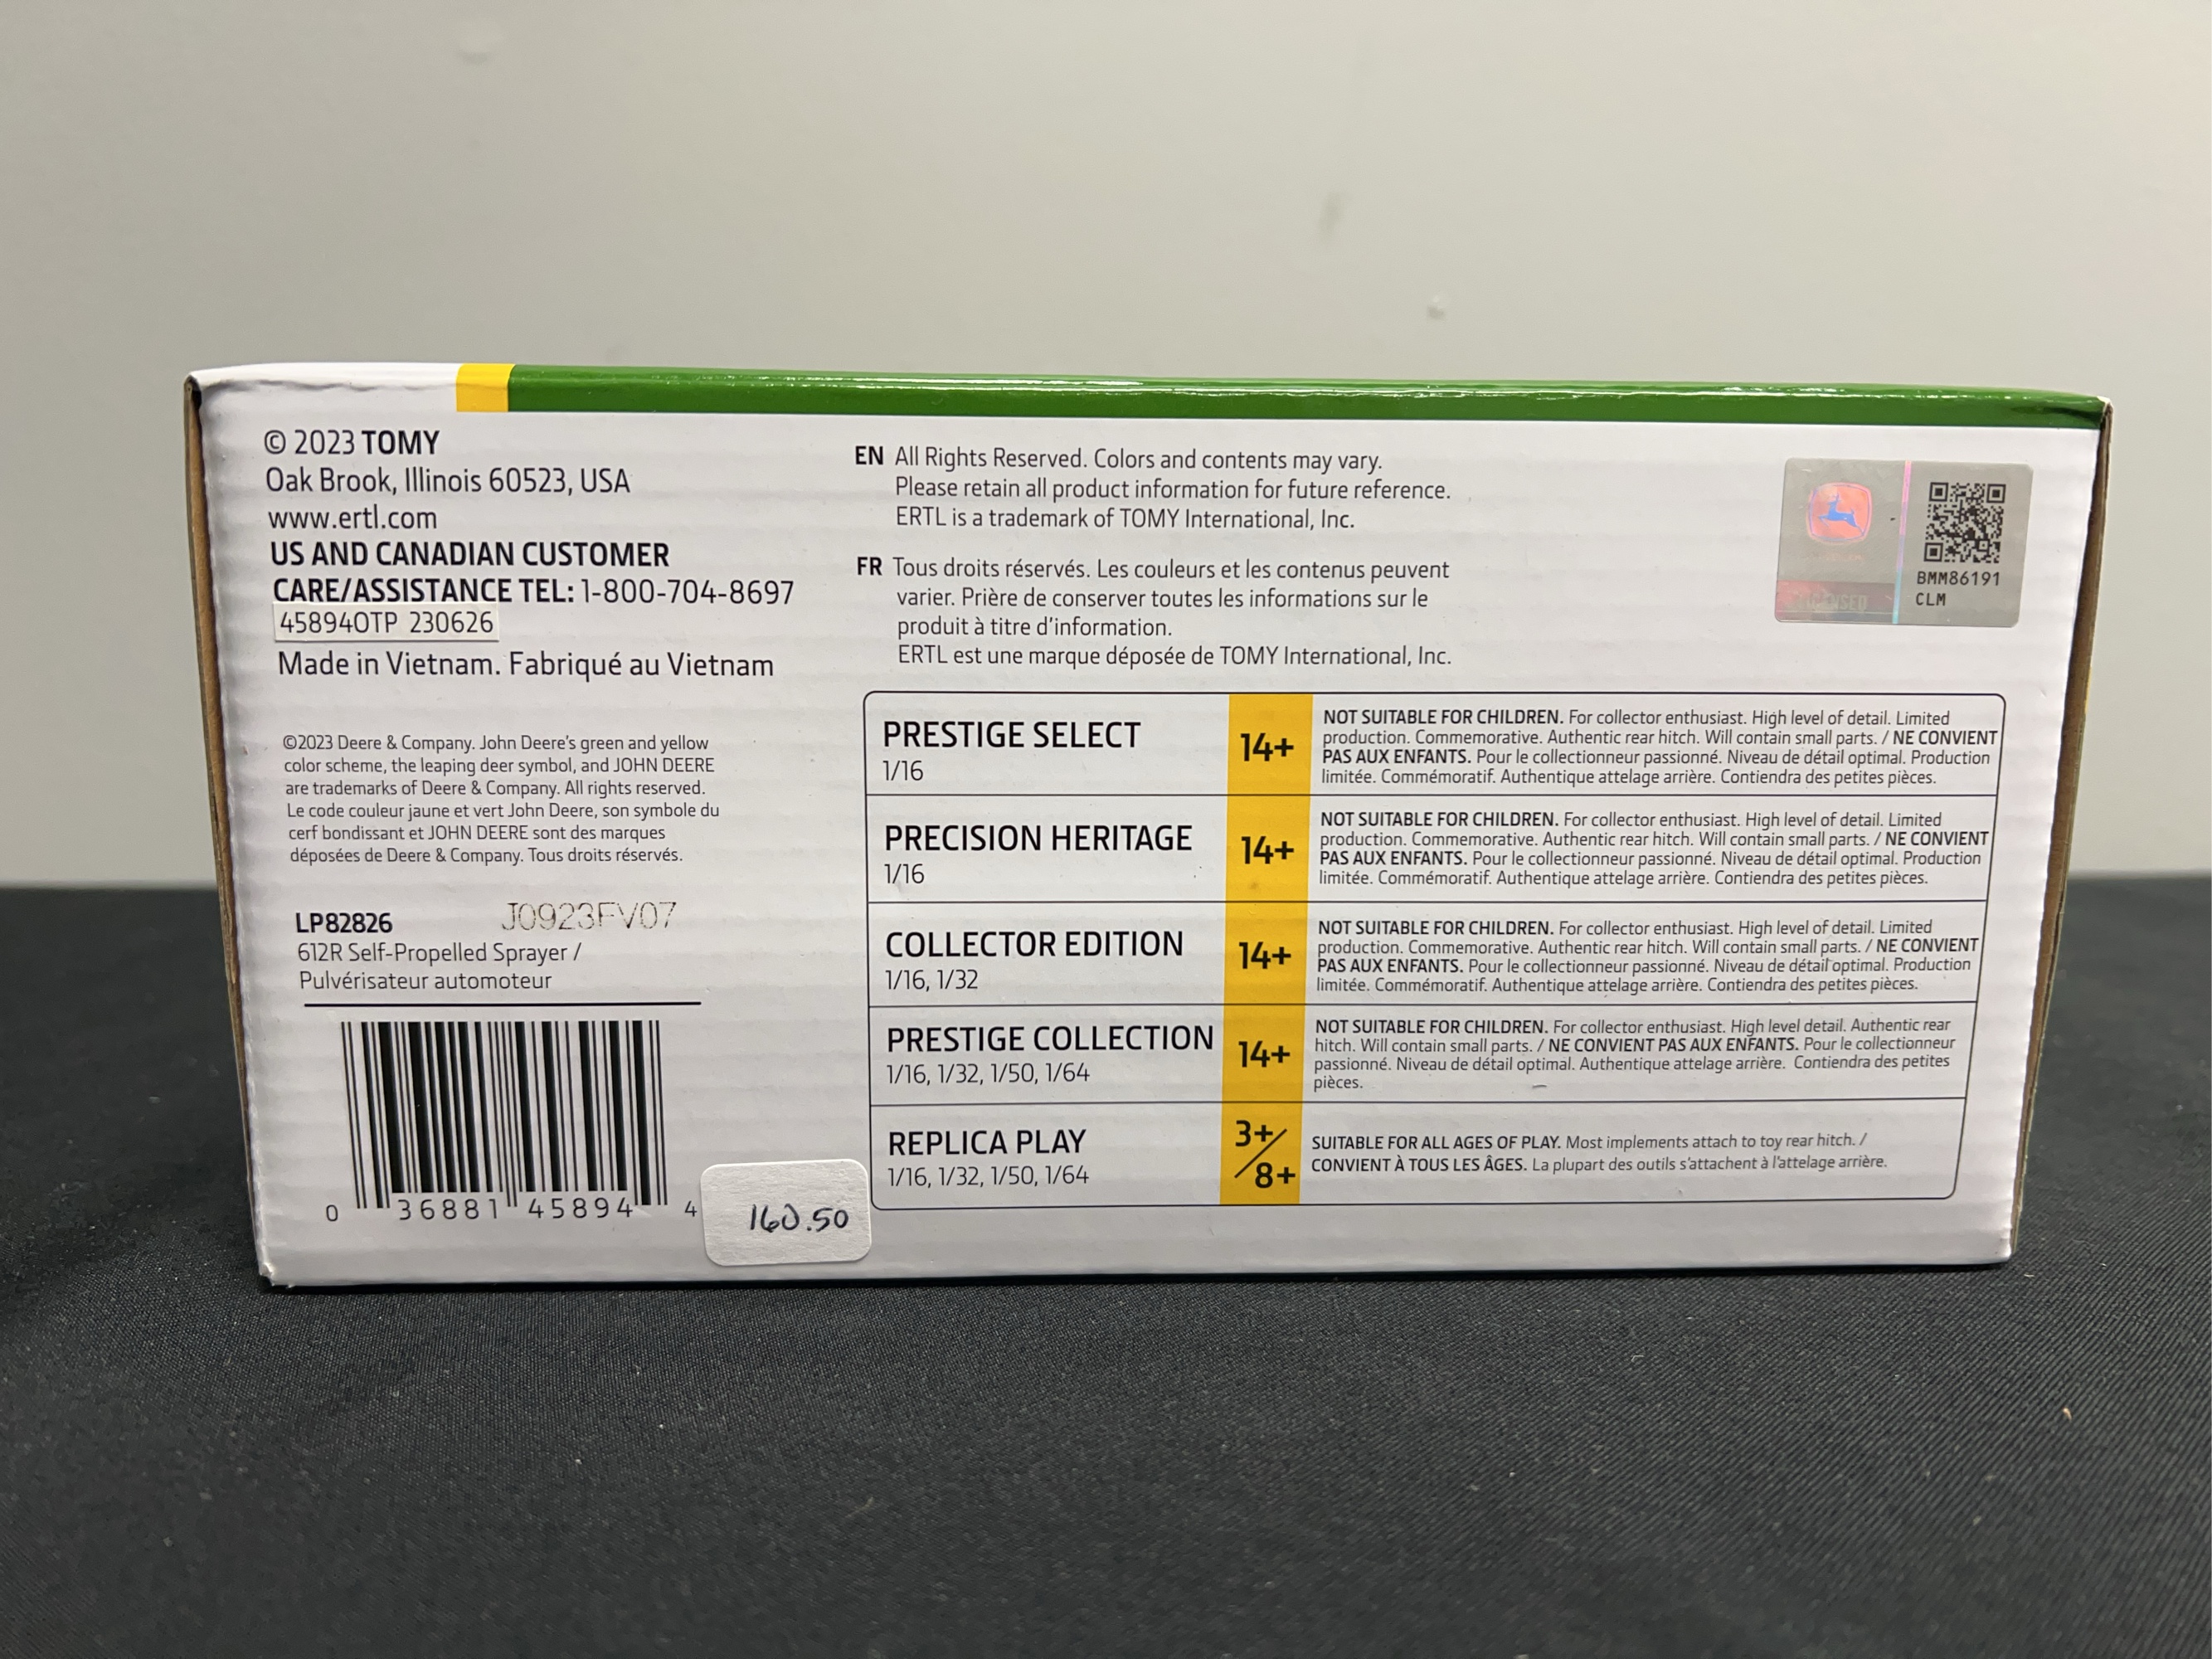 © 2023 TOMY
Oak Brook, Illinois 60523, USA
www.ertl.com
US AND CANADIAN CUSTOMER
CARE/ASSISTANCE TEL: 1-800-704-8697
45894OTP 230626
Made in Vietnam. Fabriqué au Vietnam
©2023 Deere & Company. John Deere's green and yellow
color scheme, the leaping deer symbol, and JOHN DEERE
are trademarks of Deere & Company. All rights reserved.
Le code couleur jaune et vert John Deere, son symbole du
cerf bondissant et JOHN DEERE sont des marques
déposées de Deere & Company. Tous droits réservés.
LP82826 J0923FV07
612R Self-Propelled Sprayer /
Pulvérisateur automoteur
0 36881 45894 4
160.50
EN All Rights Reserved. Colors and contents may vary.
Please retain all product information for future reference.
ERTL is a trademark of TOMY International, Inc.
FR Tous droits réservés. Les couleurs et les contenus peuvent
varier. Prière de conserver toutes les informations sur le
produit à titre d'information.
ERTL est une marque déposée de TOMY International, Inc.
BMM86191
CLM
LICENSED
PRESTIGE SELECT
1/16
14+
NOT SUITABLE FOR CHILDREN. For collector enthusiast. High level of detail. Limited
production. Commemorative. Authentic rear hitch. Will contain small parts. / NE CONVIENT
PAS AUX ENFANTS. Pour le collectionneur passionné. Niveau de détail optimal. Production
limitée. Commémoratif. Authentique attelage arrière. Contiendra des petites pièces.
PRECISION HERITAGE
1/16
14+
NOT SUITABLE FOR CHILDREN. For collector enthusiast. High level of detail. Limited
production. Commemorative. Authentic rear hitch. Will contain small parts. / NE CONVIENT
PAS AUX ENFANTS. Pour le collectionneur passionné. Niveau de détail optimal. Production
limitée. Commémoratif. Authentique attelage arrière. Contiendra des petites pièces.
COLLECTOR EDITION
1/16, 1/32
14+
NOT SUITABLE FOR CHILDREN. For collector enthusiast. High level of detail. Limited
production. Commemorative. Authentic rear hitch. Will contain small parts. / NE CONVIENT
PAS AUX ENFANTS. Pour le collectionneur passionné. Niveau de détail optimal. Production
limitée. Commémoratif. Authentique attelage arrière. Contiendra des petites pièces.
PRESTIGE COLLECTION
1/16, 1/32, 1/50, 1/64
14+
NOT SUITABLE FOR CHILDREN. For collector enthusiast. High level detail. Authentic rear
hitch. Will contain small parts. / NE CONVIENT PAS AUX ENFANTS. Pour le collectionneur
passionné. Niveau de détail optimal. Authentique attelage arrière. Contiendra des petites
pièces.
REPLICA PLAY
1/16, 1/32, 1/50, 1/64
3+/8+
SUITABLE FOR ALL AGES OF PLAY. Most implements attach to toy rear hitch. /
CONVIENT À TOUS LES ÂGES. La plupart des outils s'attachent à l'attelage arrière.